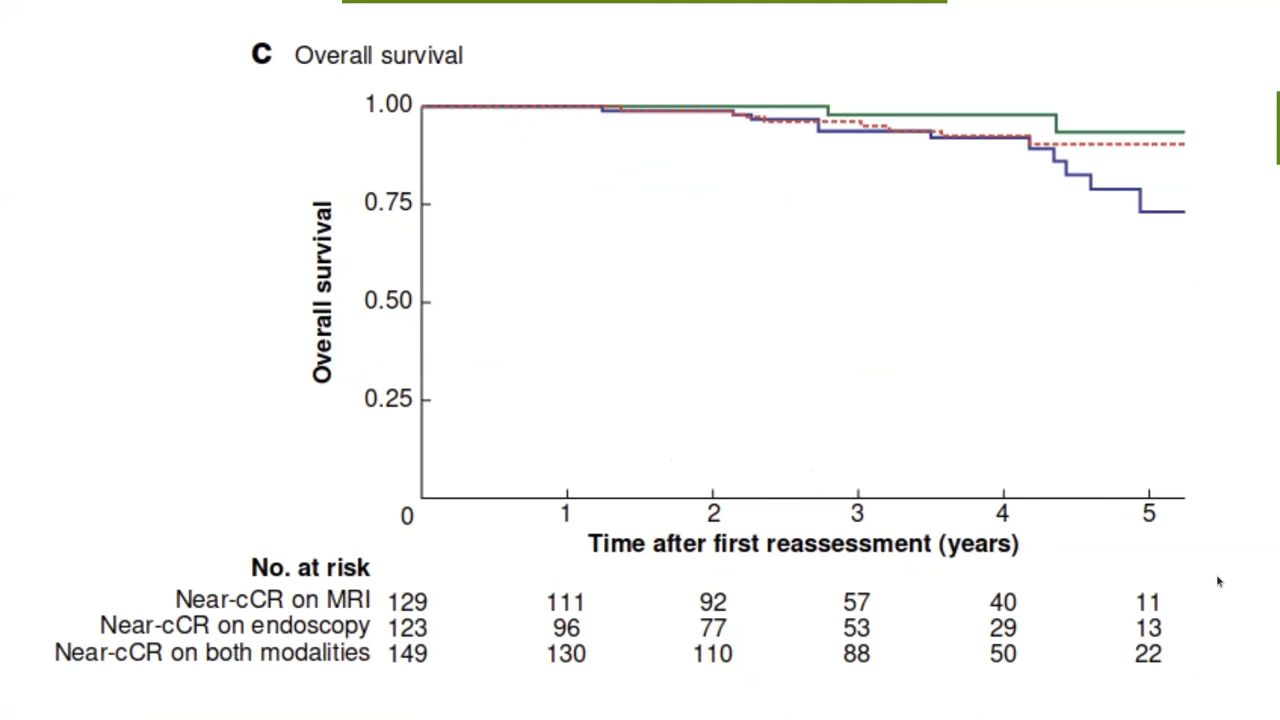 C Overall survival
1.00
0.75
0.50
0.25
0
Overall survival
1 2 3 4 5
Time after first reassessment (years)
No. at risk
Near-cCR on MRI 129 111 92 57 40 11
Near-cCR on endoscopy 123 96 77 53 29 13
Near-cCR on both modalities 149 130 110 88 50 22